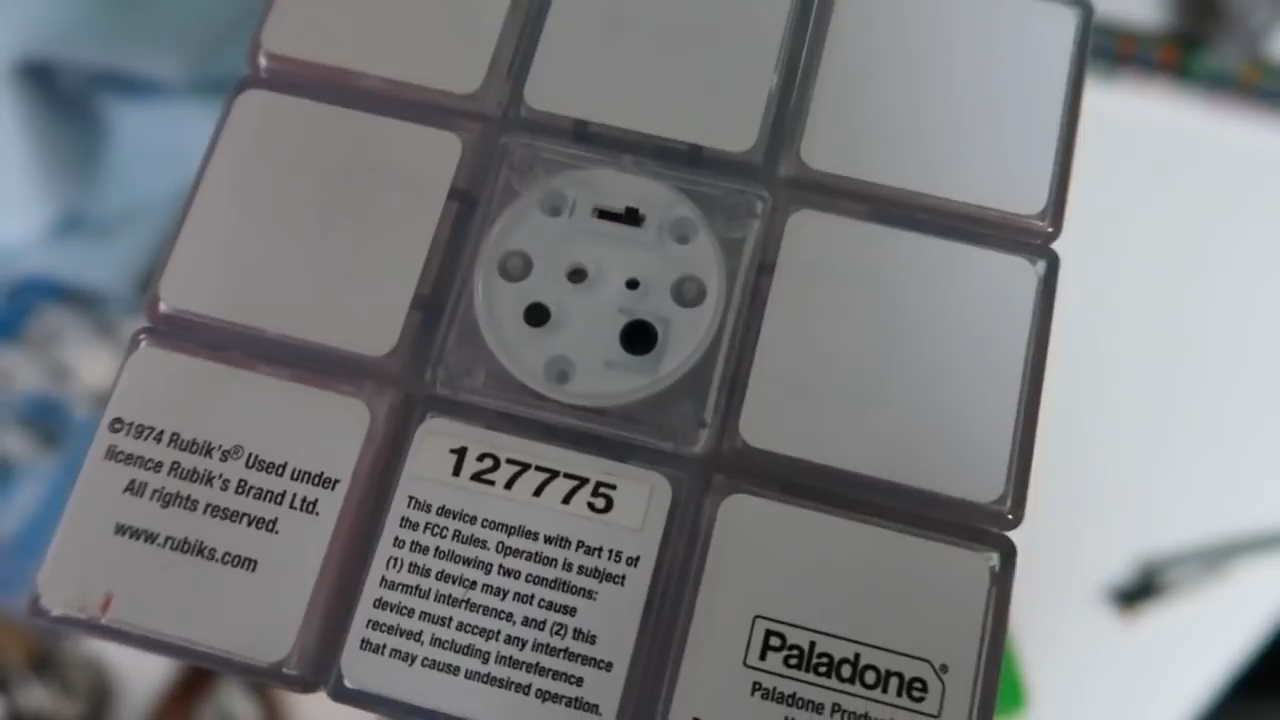 ©1974 Rubik's® Used under
licence Rubik's Brand Ltd.
All rights reserved.
www.rubiks.com
127775
This device complies with Part 15 of
the FCC Rules. Operation is subject
to the following two conditions:
(1) this device may not cause
harmful interference, and (2) this
device must accept any interference
received, including intereference
that may cause undesired operation.
Paladone®
Paladone